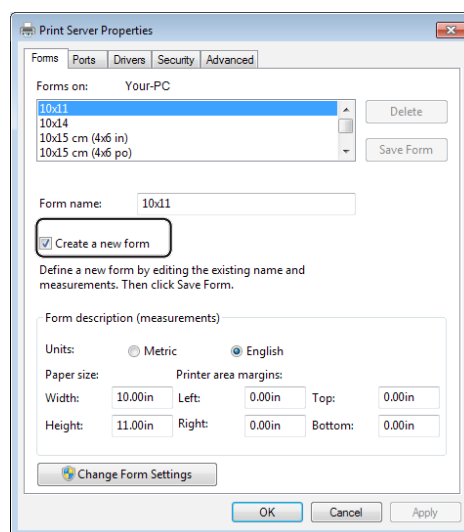 Print Server Properties
Forms Ports Drivers Security Advanced
Forms on: Your-PC
10x11
10x14
10x15 cm (4x6 in)
10x15 cm (4x6 po)
Delete
Save Form
Form name: 10x11
Create a new form
Define a new form by editing the existing name and
measurements. Then click Save Form.
Form description (measurements)
Units: Metric English
Paper size: Printer area margins:
Width: 10.00in Left: 0.00in Top: 0.00in
Height: 11.00in Right: 0.00in Bottom: 0.00in
Change Form Settings
OK Cancel Apply